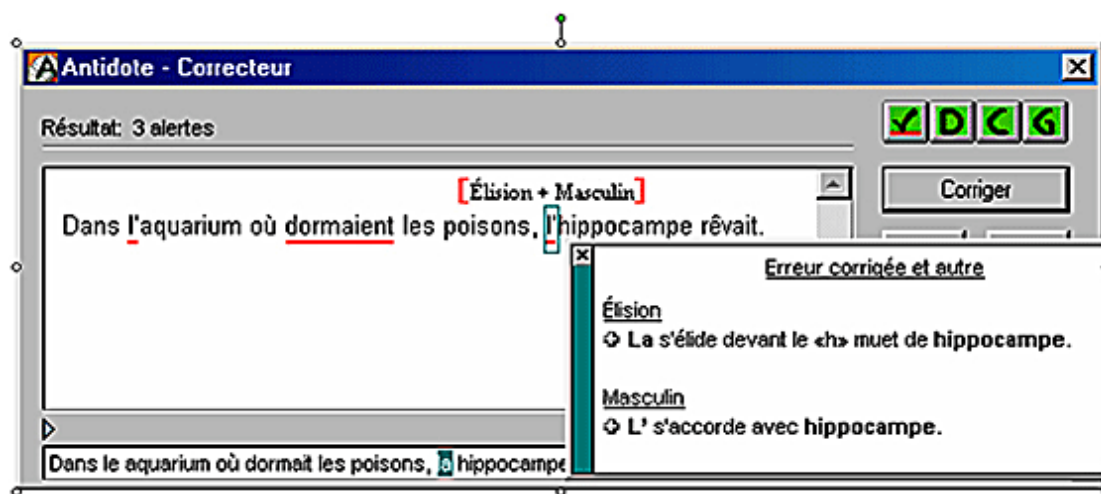 Antidote - Correcteur
Résultat: 3 alertes
D C G
Corriger
[Élision + Masculin]
Dans l'aquarium où dormaient les poisons, l'hippocampe rêvait.
Erreur corrigée et autre
Élision
La s'élide devant le «h» muet de hippocampe.
Masculin
L' s'accorde avec hippocampe.
Dans le aquarium où dormait les poisons, a hippocampe